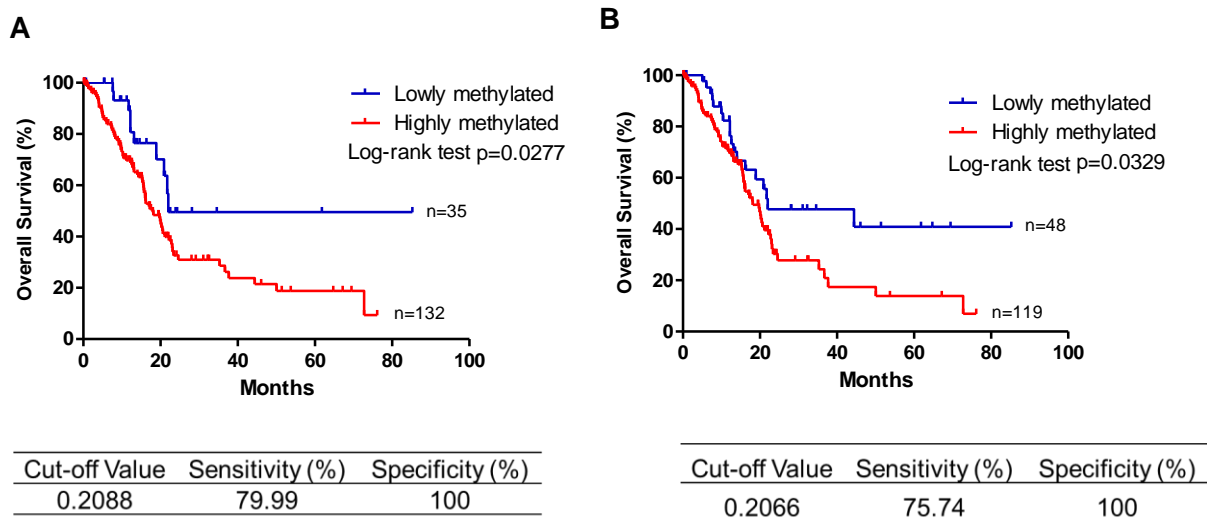 A
Overall Survival (%)
100
80
60
40
20
0
0 20 40 60 80 100
Months
Lowly methylated
Highly methylated
Log-rank test p=0.0277
n=35
n=132
Cut-off Value Sensitivity (%) Specificity (%)
0.2088 79.99 100
B
Overall Survival (%)
100
80
60
40
20
0
0 20 40 60 80 100
Months
Lowly methylated
Highly methylated
Log-rank test p=0.0329
n=48
n=119
Cut-off Value Sensitivity (%) Specificity (%)
0.2066 75.74 100